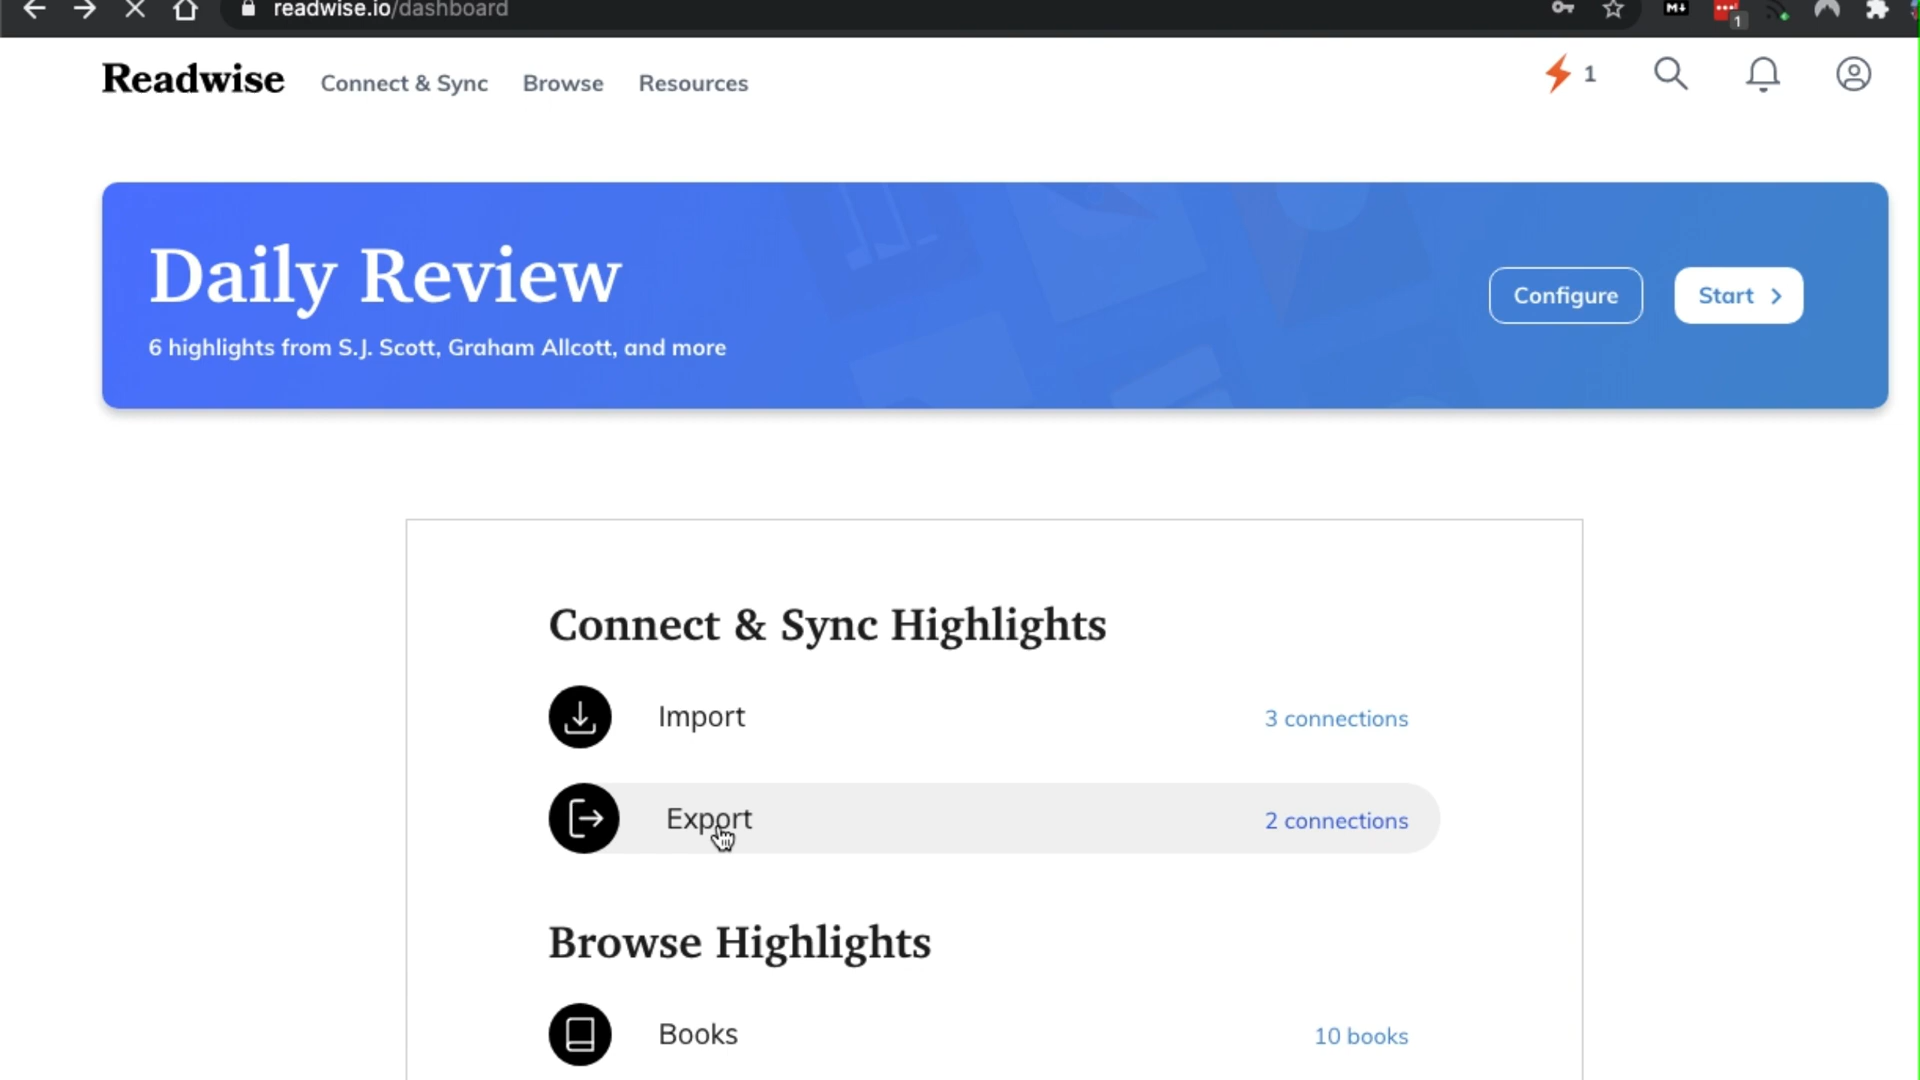 readwise.io/dashboard
M↓
1
Readwise
Connect & Sync
Browse
Resources
1
Daily Review
6 highlights from S.J. Scott, Graham Allcott, and more
Configure
Start
Connect & Sync Highlights
Import
3 connections
Export
2 connections
Browse Highlights
Books
10 books